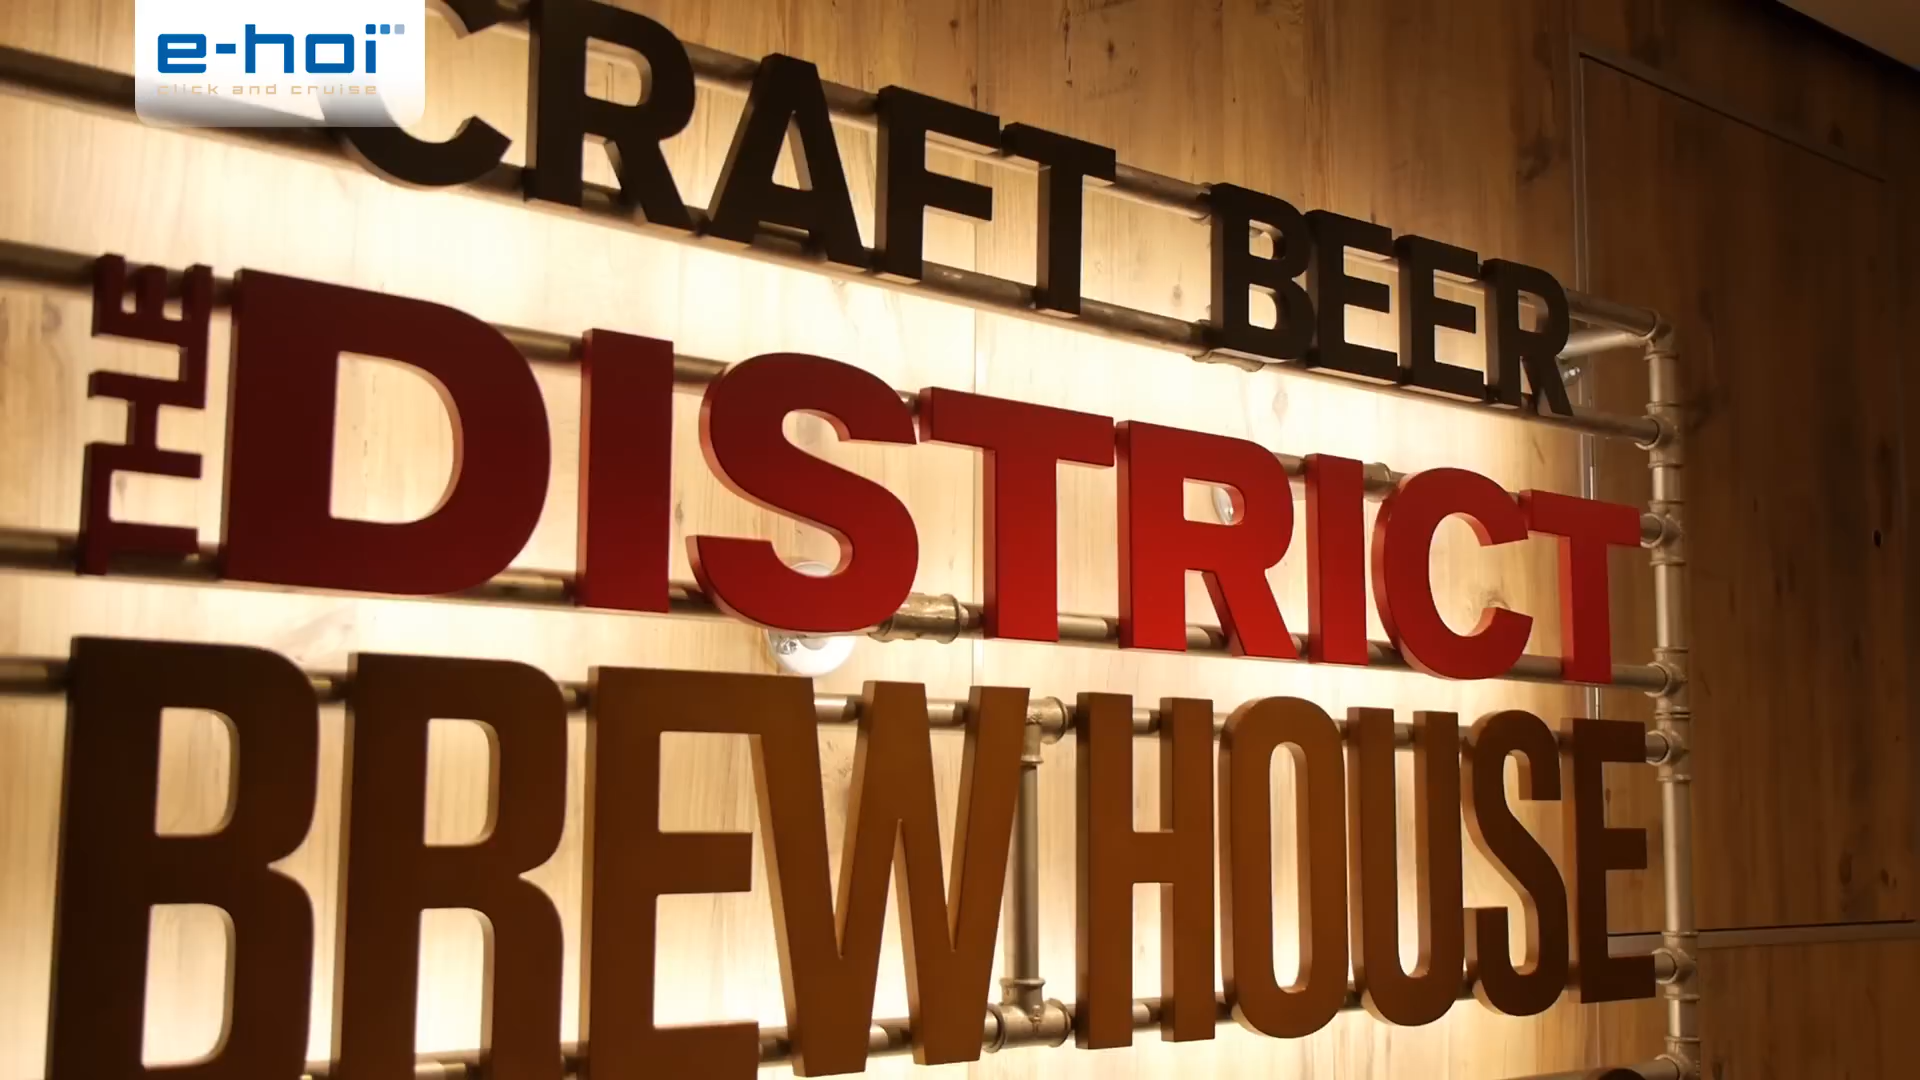 e-hoi
click and cruise
CRAFT BEER
THE DISTRICT
BREW HOUSE